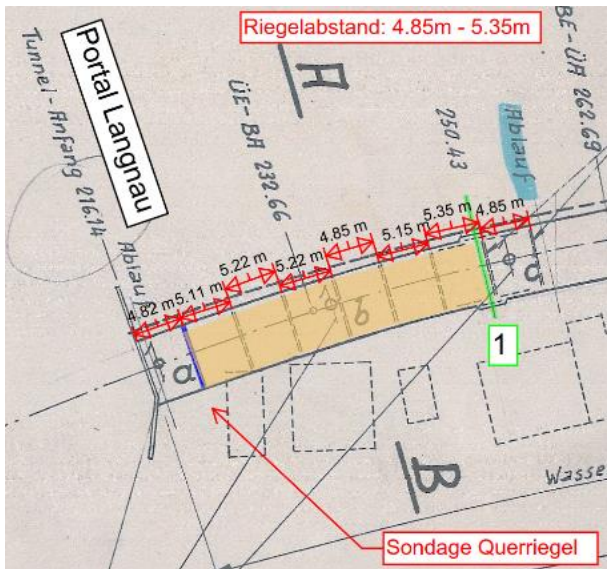 Riegelabstand: 4.85m - 5.35m
Portal Langnau
Tunnel-Anfang 216.14
Ablauf
A
ÜE-BA 232.66
250.43
Ablauf
BE-ÜA 262.69
4.82 m
5.11 m
5.22 m
5.22 m
4.85 m
5.15 m
5.35 m
4.85 m
a
b
a
1
B
Wasse
Sondage Querriegel